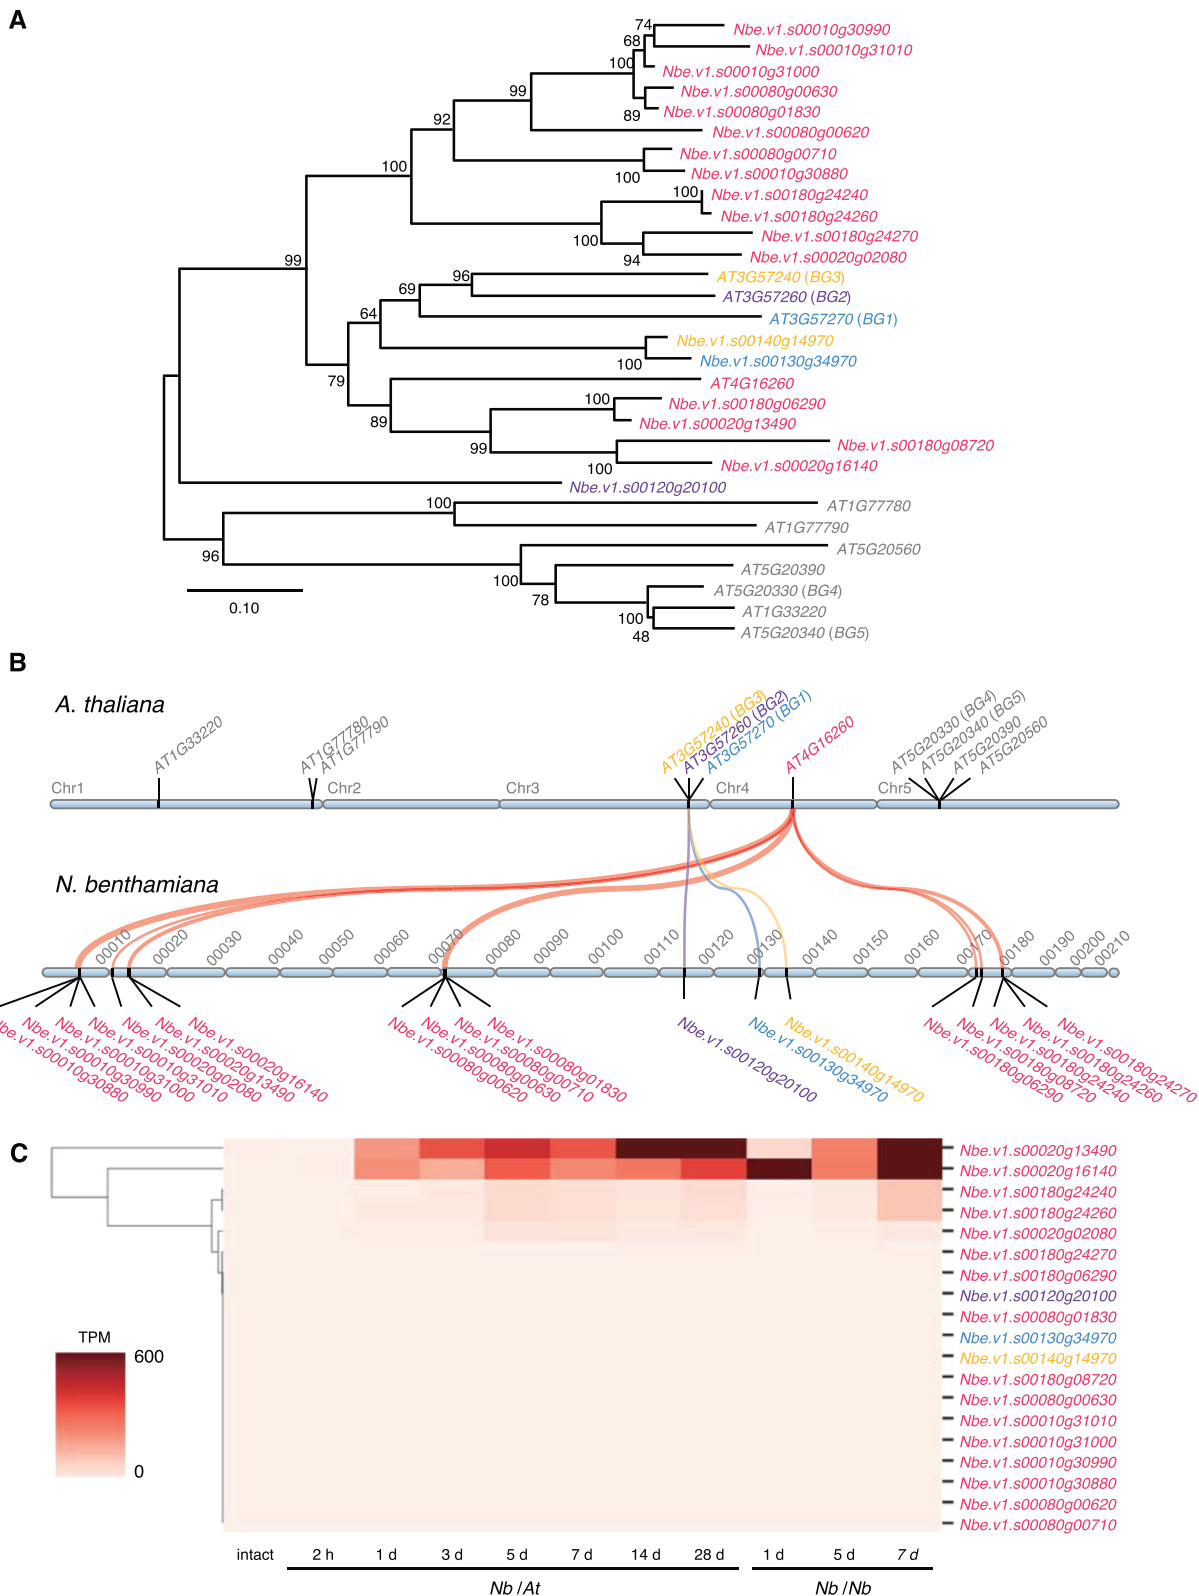 A
74
Nbe.v1.s00010g30990
68
Nbe.v1.s00010g31010
100
Nbe.v1.s00010g31000
99
Nbe.v1.s00080g00630
89
Nbe.v1.s00080g01830
92
Nbe.v1.s00080g00620
Nbe.v1.s00080g00710
100
100
Nbe.v1.s00010g30880
100
Nbe.v1.s00180g24240
Nbe.v1.s00180g24260
100
Nbe.v1.s00180g24270
94
Nbe.v1.s00020g02080
99
96
AT3G57240 (BG3)
69
AT3G57260 (BG2)
64
AT3G57270 (BG1)
Nbe.v1.s00140g14970
100
Nbe.v1.s00130g34970
79
AT4G16260
100
Nbe.v1.s00180g06290
89
Nbe.v1.s00020g13490
99
Nbe.v1.s00180g08720
100
Nbe.v1.s00020g16140
Nbe.v1.s00120g20100
100
AT1G77780
AT1G77790
96
AT5G20560
100
AT5G20390
78
AT5G20330 (BG4)
100
AT1G33220
48
AT5G20340 (BG5)
0.10
B
A. thaliana
AT1G33220
AT1G77780
AT1G77790
AT3G57240 (BG3)
AT3G57260 (BG2)
AT3G57270 (BG1)
AT4G16260
AT5G20330 (BG4)
AT5G20340 (BG5)
AT5G20390
AT5G20560
Chr1
Chr2
Chr3
Chr4
Chr5
N. benthamiana
00010
00020
00030
00040
00050
00060
00070
00080
00090
00100
00110
00120
00130
00140
00150
00160
00170
00180
00190
00200
00210
be.v1.s00010g30880
Nbe.v1.s00010g30990
Nbe.v1.s00010g31000
Nbe.v1.s00010g31010
Nbe.v1.s00020g02080
Nbe.v1.s00020g13490
Nbe.v1.s00020g16140
Nbe.v1.s00080g00620
Nbe.v1.s00080g00630
Nbe.v1.s00080g00710
Nbe.v1.s00080g01830
Nbe.v1.s00120g20100
Nbe.v1.s00130g34970
Nbe.v1.s00140g14970
Nbe.v1.s00180g06290
Nbe.v1.s00180g08720
Nbe.v1.s00180g24240
Nbe.v1.s00180g24260
Nbe.v1.s00180g24270
C
Nbe.v1.s00020g13490
Nbe.v1.s00020g16140
Nbe.v1.s00180g24240
Nbe.v1.s00180g24260
Nbe.v1.s00020g02080
Nbe.v1.s00180g24270
Nbe.v1.s00180g06290
Nbe.v1.s00120g20100
Nbe.v1.s00080g01830
Nbe.v1.s00130g34970
Nbe.v1.s00140g14970
Nbe.v1.s00180g08720
Nbe.v1.s00080g00630
Nbe.v1.s00010g31010
Nbe.v1.s00010g31000
Nbe.v1.s00010g30990
Nbe.v1.s00010g30880
Nbe.v1.s00080g00620
Nbe.v1.s00080g00710
TPM
600
0
intact 2 h 1 d 3 d 5 d 7 d 14 d 28 d 1 d 5 d 7 d
Nb /At Nb /Nb